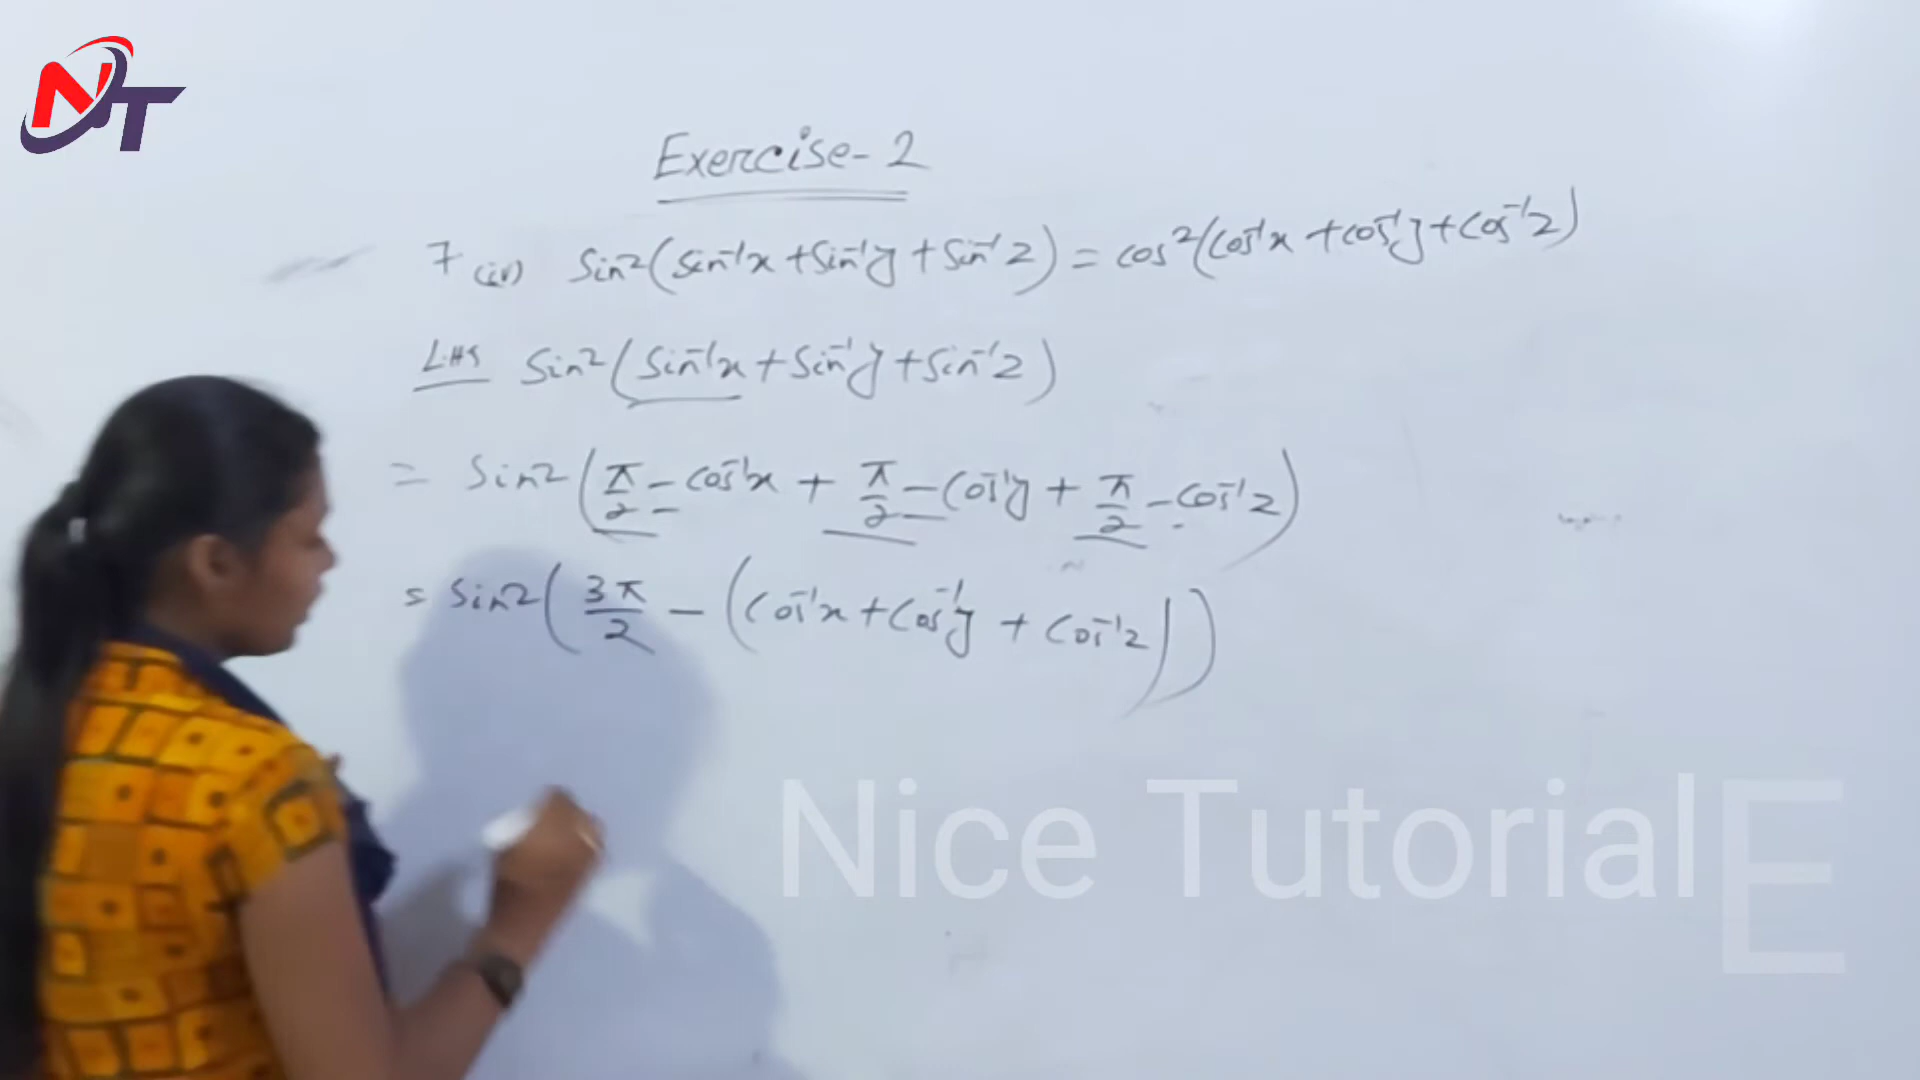 NT
Exercise-2
7 (iv) Sin²(Sin⁻¹x + Sin⁻¹y + Sin⁻¹z) = cos²(Cos⁻¹x + Cos⁻¹y + Cos⁻¹z)
LHS Sin²(Sin⁻¹x + Sin⁻¹y + Sin⁻¹z)
= Sin²(π/2 - cos⁻¹x + π/2 - Cos⁻¹y + π/2 - Cos⁻¹z)
= Sin²(3π/2 - (Cos⁻¹x + Cos⁻¹y + Cos⁻¹z))
Nice Tutorial E